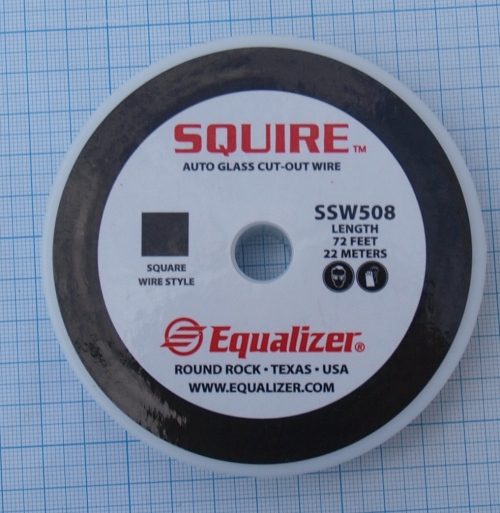 SQUIRE™
AUTO GLASS CUT-OUT WIRE
SSW508
LENGTH
72 FEET
22 METERS
SQUARE
WIRE STYLE
Equalizer®
ROUND ROCK • TEXAS • USA
WWW.EQUALIZER.COM